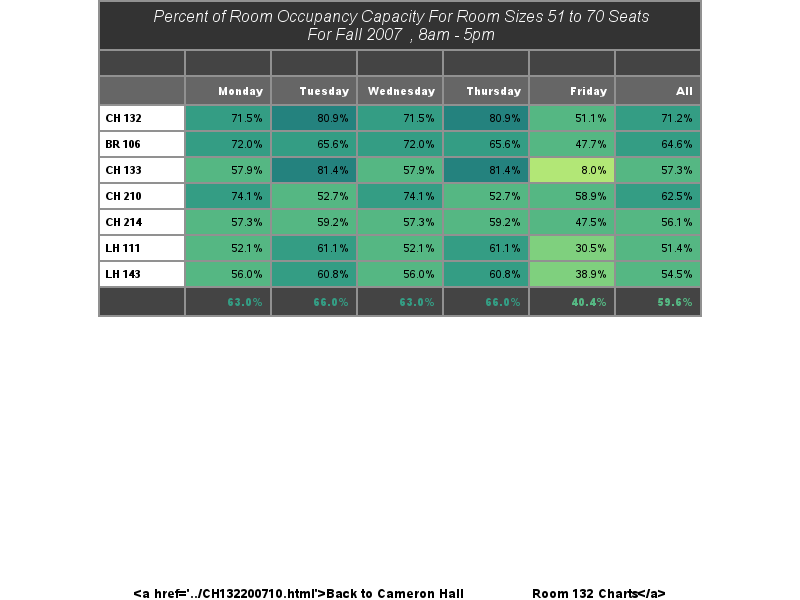 Percent of Room Occupancy Capacity For Room Sizes 51 to 70 Seats
For Fall 2007 , 8am - 5pm
Monday Tuesday Wednesday Thursday Friday All
CH 132 71.5% 80.9% 71.5% 80.9% 51.1% 71.2%
BR 106 72.0% 65.6% 72.0% 65.6% 47.7% 64.6%
CH 133 57.9% 81.4% 57.9% 81.4% 8.0% 57.3%
CH 210 74.1% 52.7% 74.1% 52.7% 58.9% 62.5%
CH 214 57.3% 59.2% 57.3% 59.2% 47.5% 56.1%
LH 111 52.1% 61.1% 52.1% 61.1% 30.5% 51.4%
LH 143 56.0% 60.8% 56.0% 60.8% 38.9% 54.5%
63.0% 66.0% 63.0% 66.0% 40.4% 59.6%
<a href='../CH132200710.html'>Back to Cameron Hall Room 132 Charts</a>